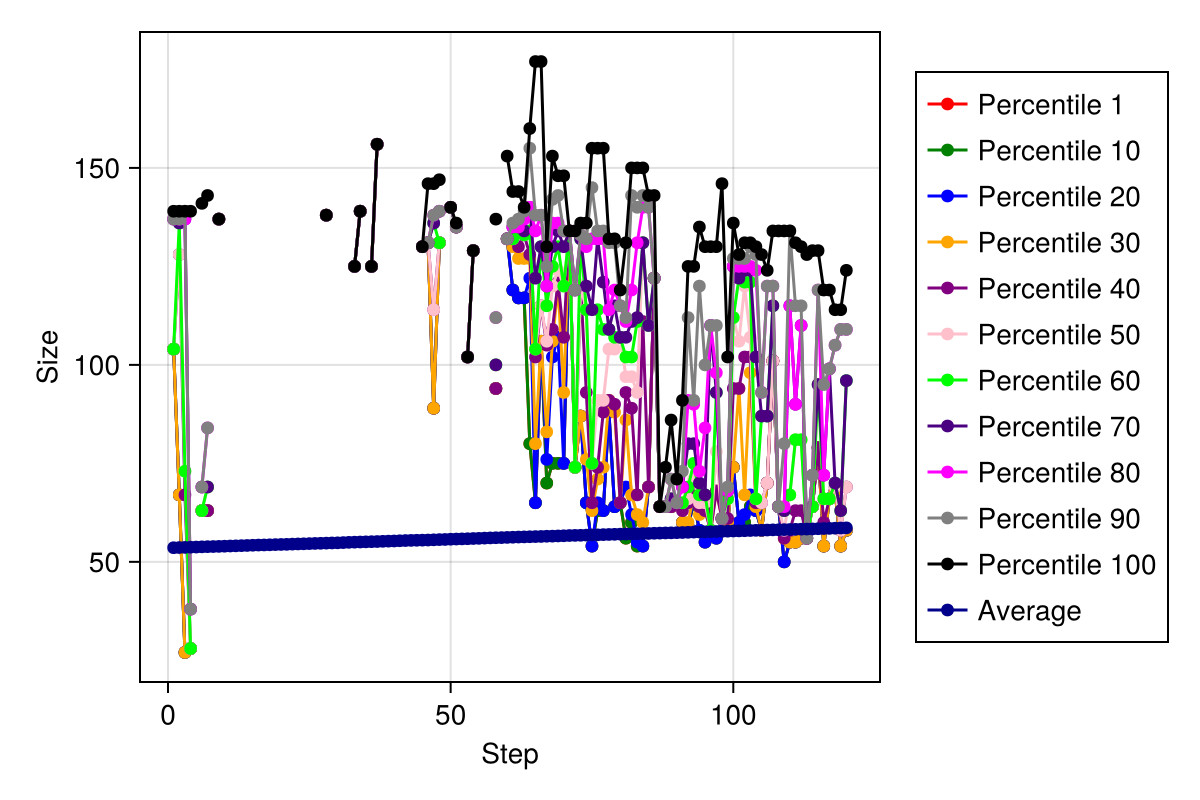 150
100
50
Size
0
50
100
Step
Percentile 1
Percentile 10
Percentile 20
Percentile 30
Percentile 40
Percentile 50
Percentile 60
Percentile 70
Percentile 80
Percentile 90
Percentile 100
Average